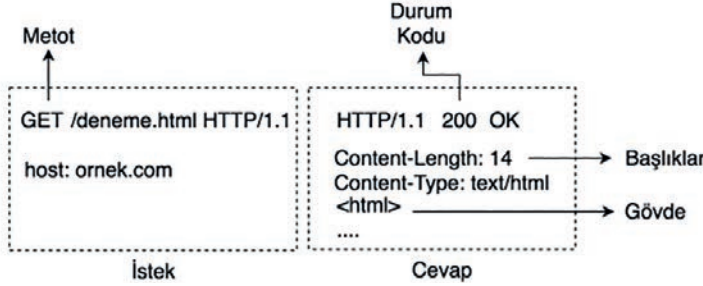 Metot
Durum
Kodu
GET /deneme.html HTTP/1.1
host: ornek.com
HTTP/1.1 200 OK
Content-Length: 14
Content-Type: text/html
<html>
....
Başlıklar
Gövde
İstek
Cevap